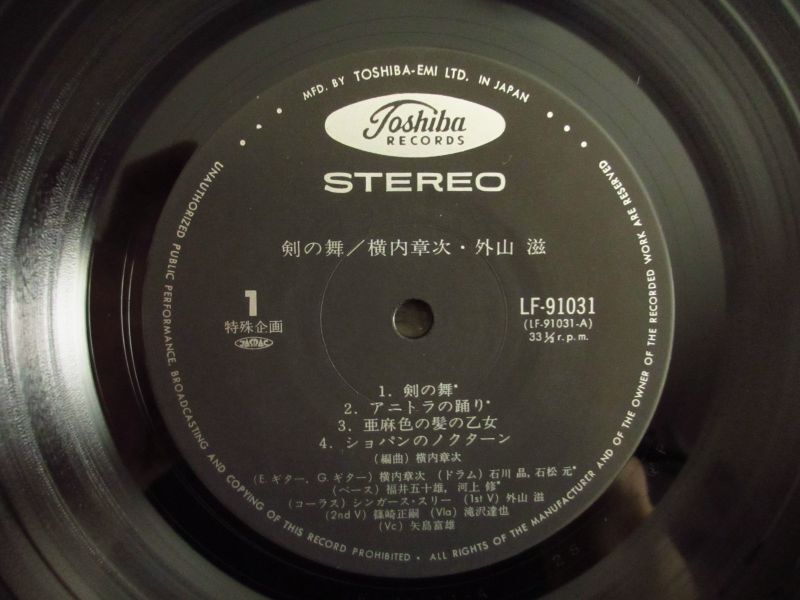 MFD. BY TOSHIBA-EMI LTD. IN JAPAN
Toshiba
RECORDS
STEREO
剣の舞／横内章次・外山 滋
1
特殊企画
JASRAC
LF-91031
(LF-91031-A)
33 1/3 r.p.m.
1. 剣の舞*
2. アニトラの踊り*
3. 亜麻色の髪の乙女
4. ショパンのノクターン
(編曲) 横内章次
(E.ギター、G.ギター) 横内章次 (ドラム) 石川 晶, 石松 元*
(ベース) 福井五十雄, 河上 修*
(コーラス) シンガース・スリー (1st V) 外山 滋
(2nd V) 篠崎正嗣 (Vla) 滝沢達也
(Vc) 矢島富雄
UNAUTHORIZED PUBLIC PERFORMANCE, BROADCASTING AND COPYING OF THIS RECORD PROHIBITED • ALL RIGHTS OF THE MANUFACTURER AND OF THE OWNER OF THE RECORDED WORK ARE RESERVED